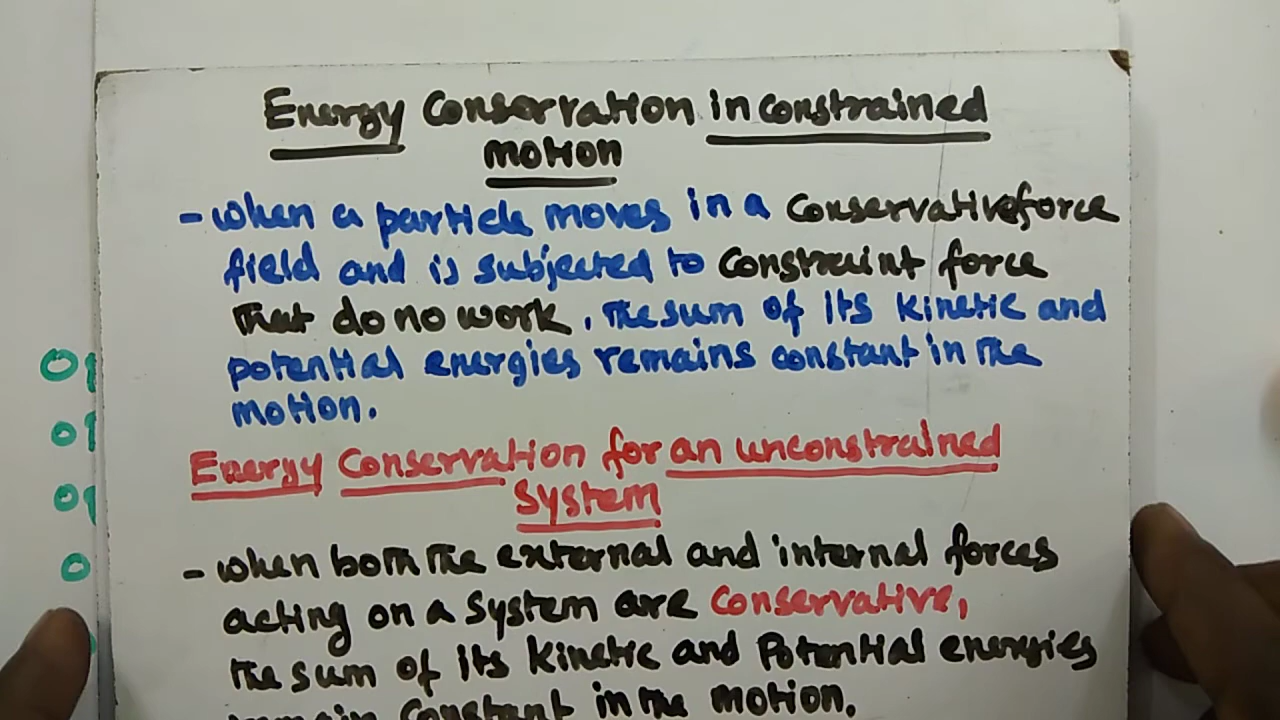 Energy Conservation in constrained
motion
- when a particle moves in a Conservative force
field and is subjected to Constraint force
that do no work, the sum of its kinetic and
potential energies remains constant in the
motion.
Energy Conservation for an unconstrained
System
- when both the external and internal forces
acting on a system are Conservative,
the sum of its kinetic and Potential energies
remain Constant in the motion.